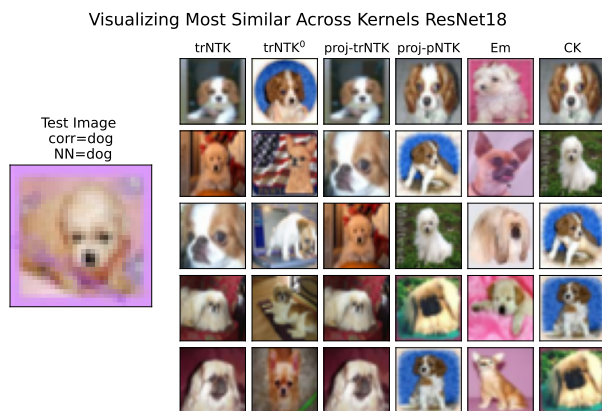 Visualizing Most Similar Across Kernels ResNet18
trNTK trNTK⁰ proj-trNTK proj-pNTK Em CK
Test Image
corr=dog
NN=dog